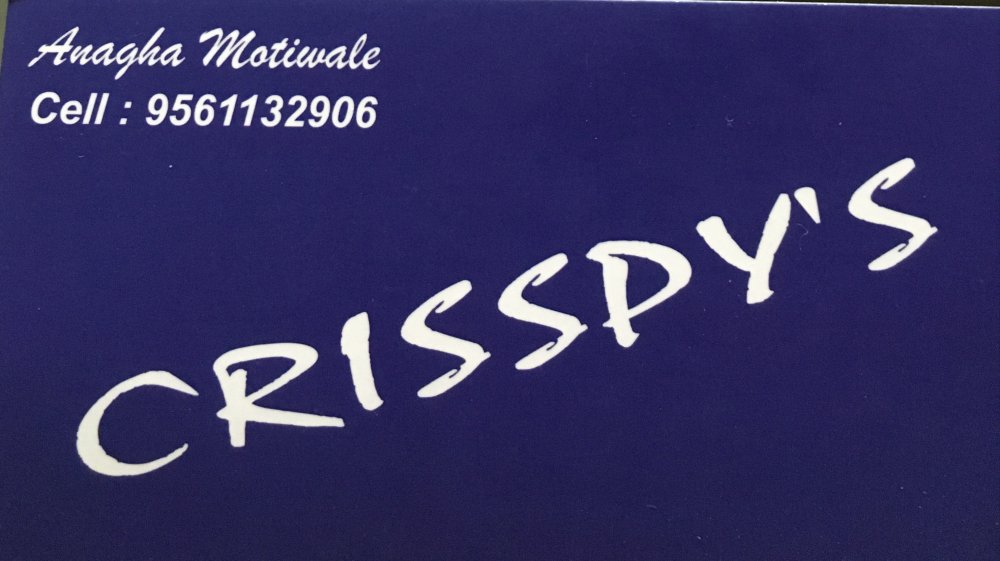 Anagha Motiwale
Cell : 9561132906
CRISSPY'S